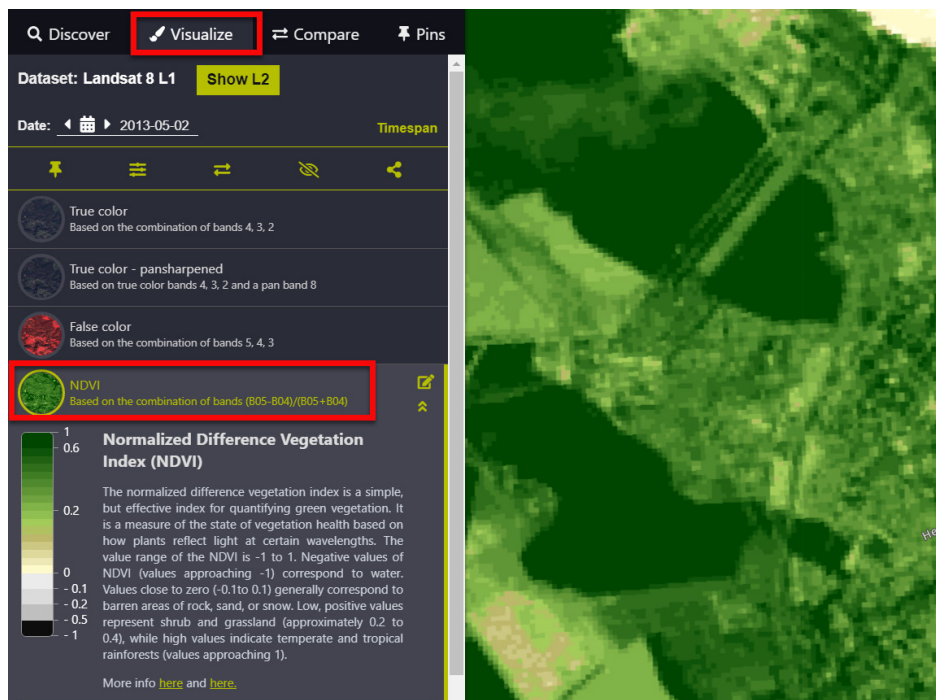 Discover Visualize Compare Pins
Dataset: Landsat 8 L1 Show L2
Date: 2013-05-02 Timespan
True color
Based on the combination of bands 4, 3, 2
True color - pansharpened
Based on true color bands 4, 3, 2 and a pan band 8
False color
Based on the combination of bands 5, 4, 3
NDVI
Based on the combination of bands (B05-B04)/(B05+B04)
1
0.6
0.2
0
- 0.1
- 0.2
- 0.5
- 1
Normalized Difference Vegetation
Index (NDVI)
The normalized difference vegetation index is a simple,
but effective index for quantifying green vegetation. It
is a measure of the state of vegetation health based on
how plants reflect light at certain wavelengths. The
value range of the NDVI is -1 to 1. Negative values of
NDVI (values approaching -1) correspond to water.
Values close to zero (-0.1to 0.1) generally correspond to
barren areas of rock, sand, or snow. Low, positive values
represent shrub and grassland (approximately 0.2 to
0.4), while high values indicate temperate and tropical
rainforests (values approaching 1).
More info here and here.